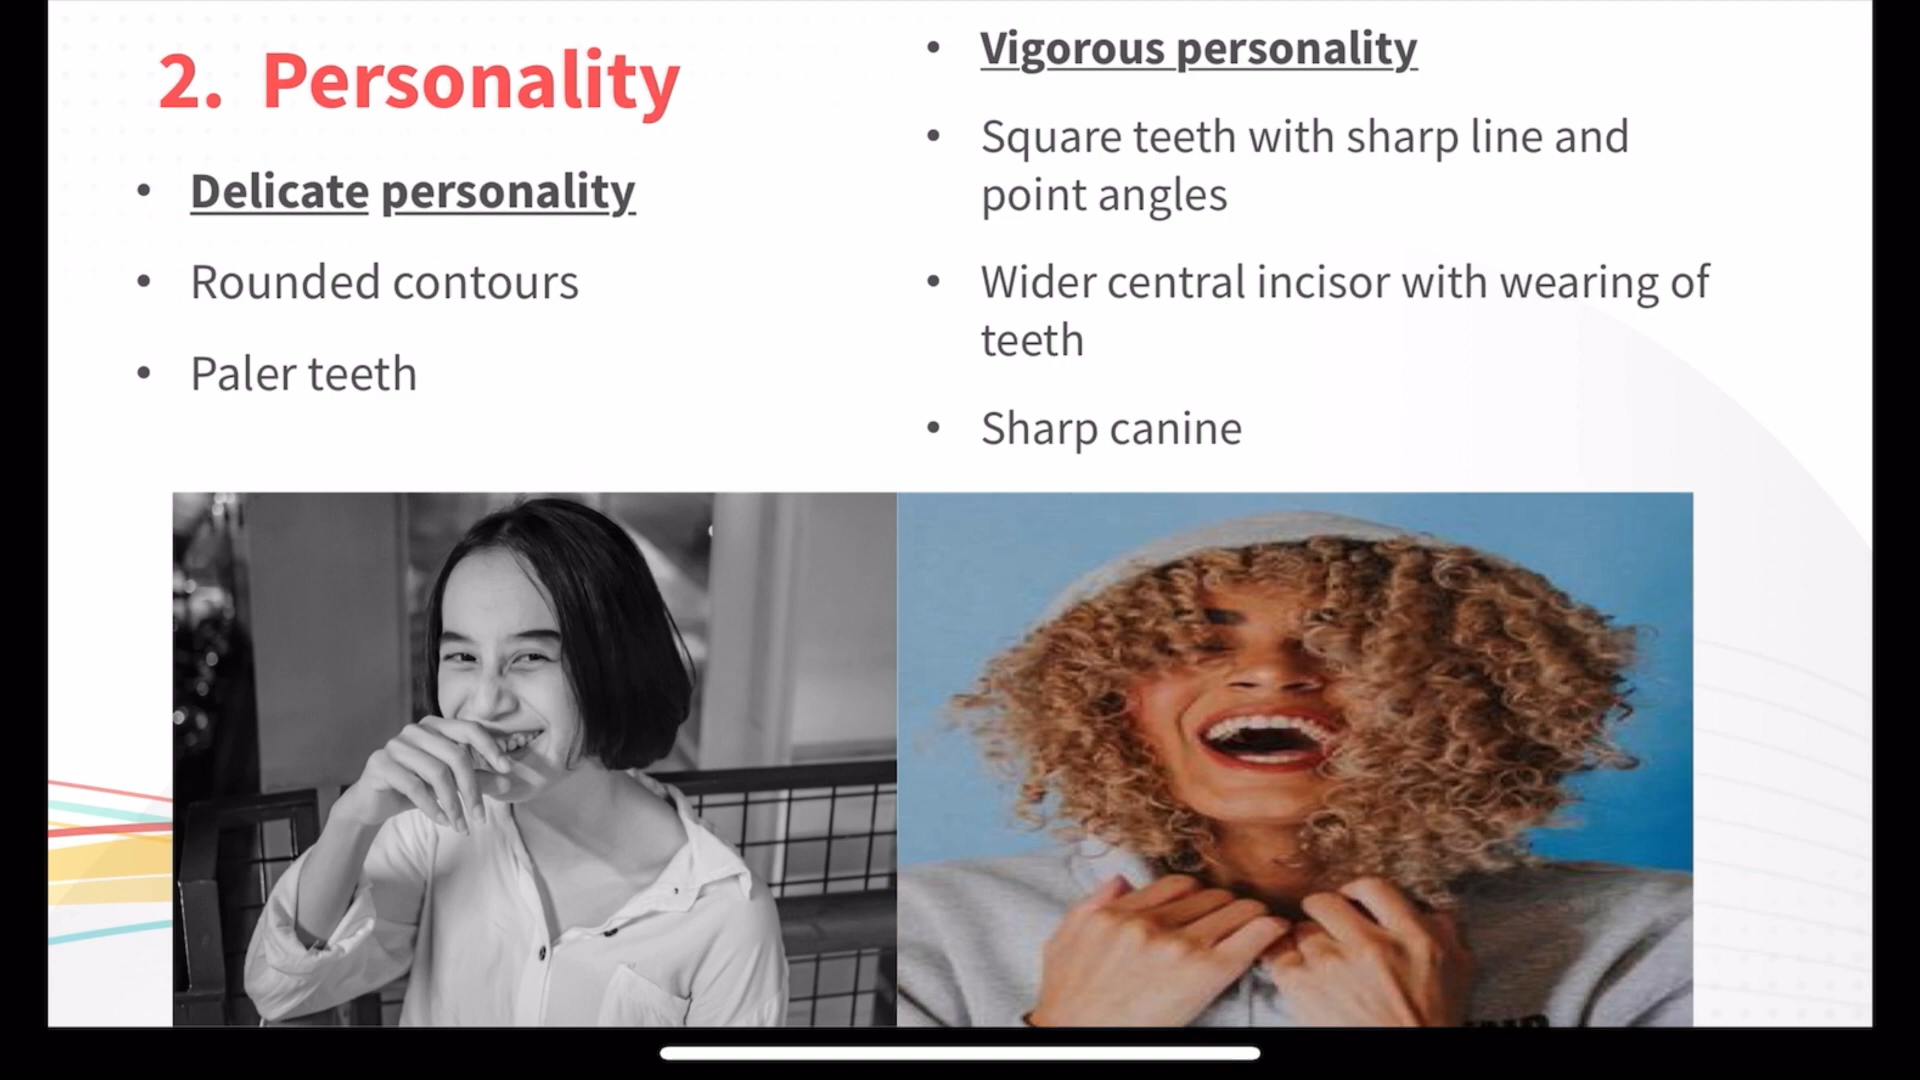 2. Personality
• Delicate personality
• Rounded contours
• Paler teeth
• Vigorous personality
• Square teeth with sharp line and
point angles
• Wider central incisor with wearing of
teeth
• Sharp canine